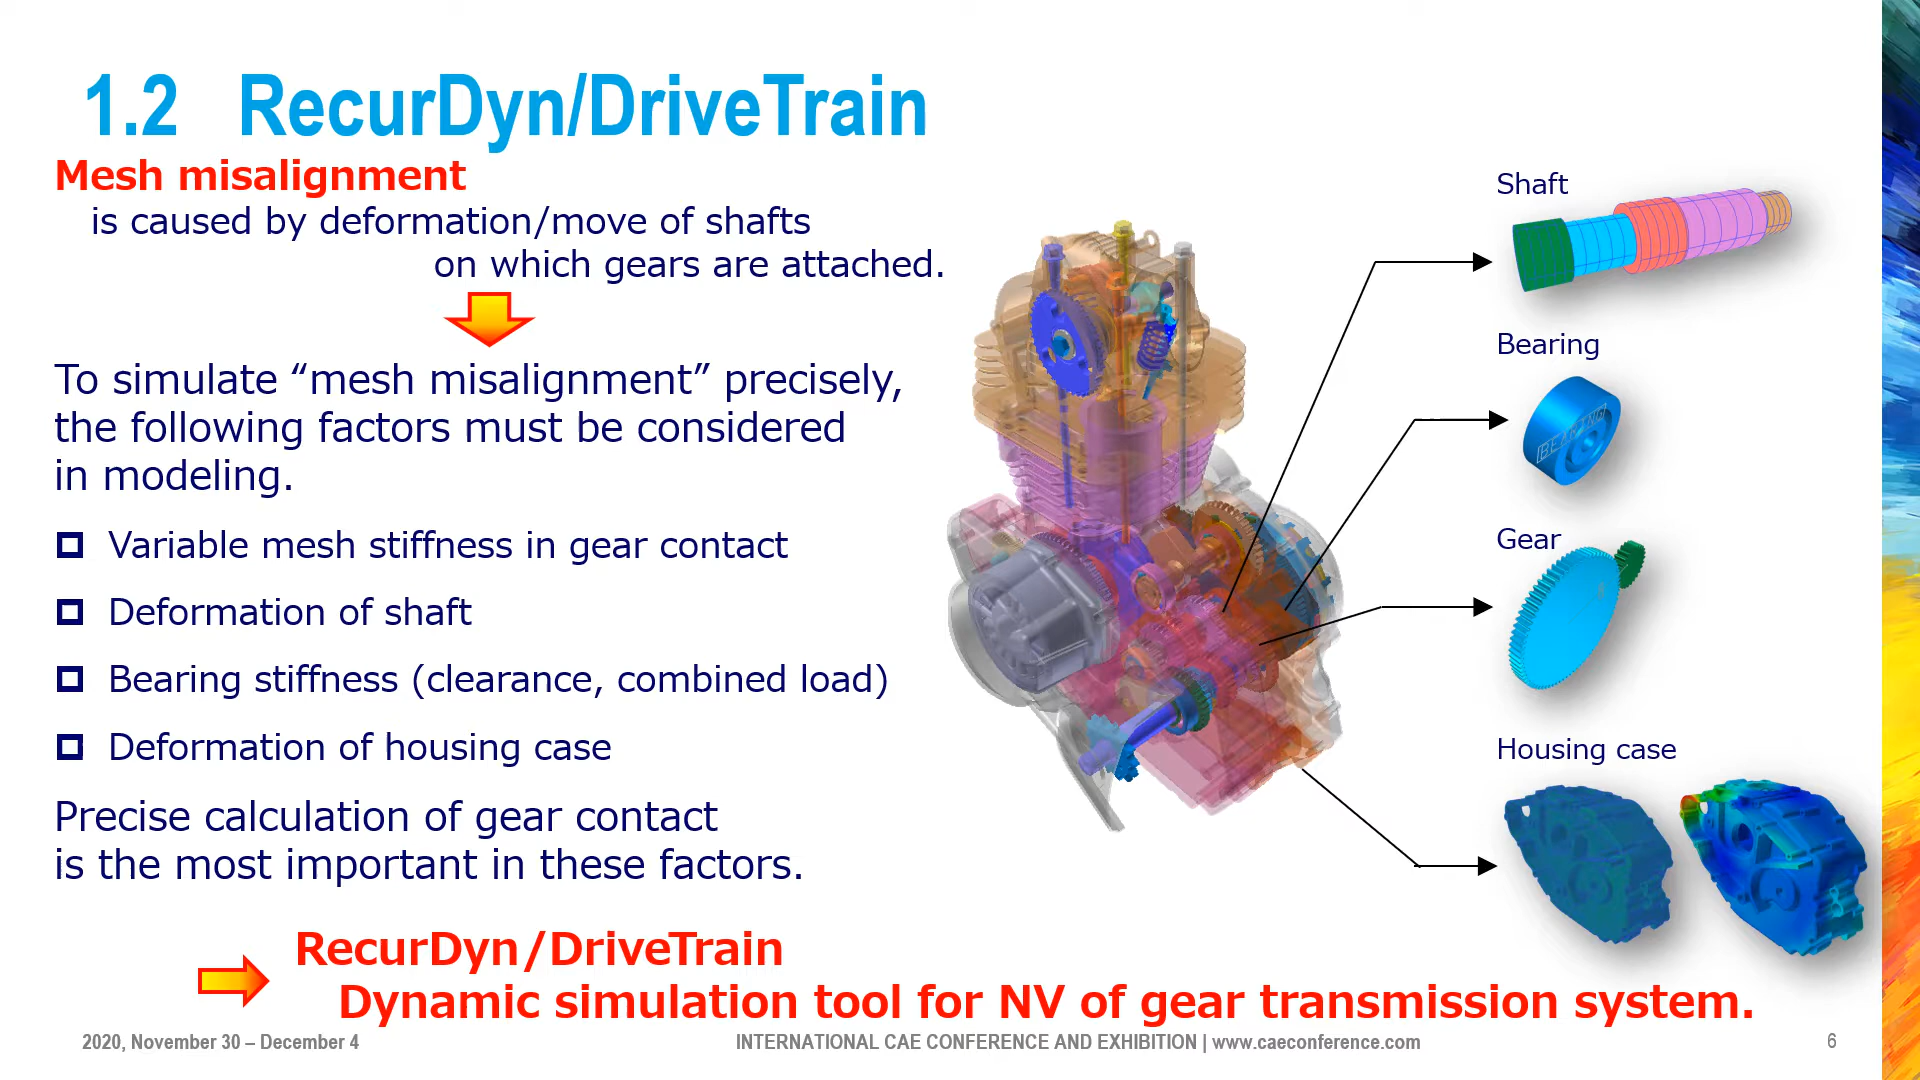 1.2 RecurDyn/DriveTrain
Mesh misalignment
is caused by deformation/move of shafts
on which gears are attached.
To simulate “mesh misalignment” precisely,
the following factors must be considered
in modeling.
Variable mesh stiffness in gear contact
Deformation of shaft
Bearing stiffness (clearance, combined load)
Deformation of housing case
Precise calculation of gear contact
is the most important in these factors.
RecurDyn/DriveTrain
Dynamic simulation tool for NV of gear transmission system.
Shaft
Bearing
BEARING
Gear
Housing case
2020, November 30 – December 4
INTERNATIONAL CAE CONFERENCE AND EXHIBITION | www.caeconference.com
6